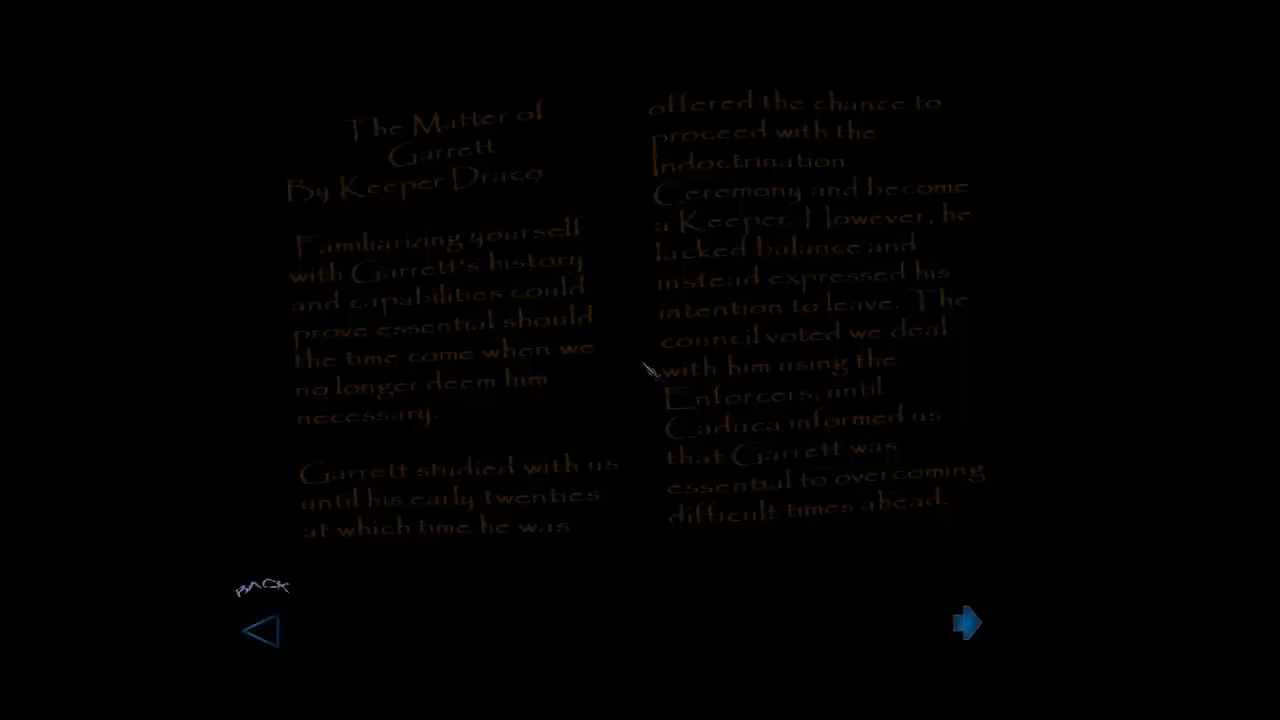 The Matter of
Garrett
By Keeper Draco
Familiarizing yourself
with Garrett's history
and capabilities could
prove essential should
the time come when we
no longer deem him
necessary.
Garrett studied with us
until his early twenties
at which time he was
offered the chance to
proceed with the
Indoctrination
Ceremony and become
a Keeper. However, he
lacked balance and
instead expressed his
intention to leave. The
council voted we deal
with him using the
Enforcers, until
Caduca informed us
that Garrett was
essential to overcoming
difficult times ahead.
BACK